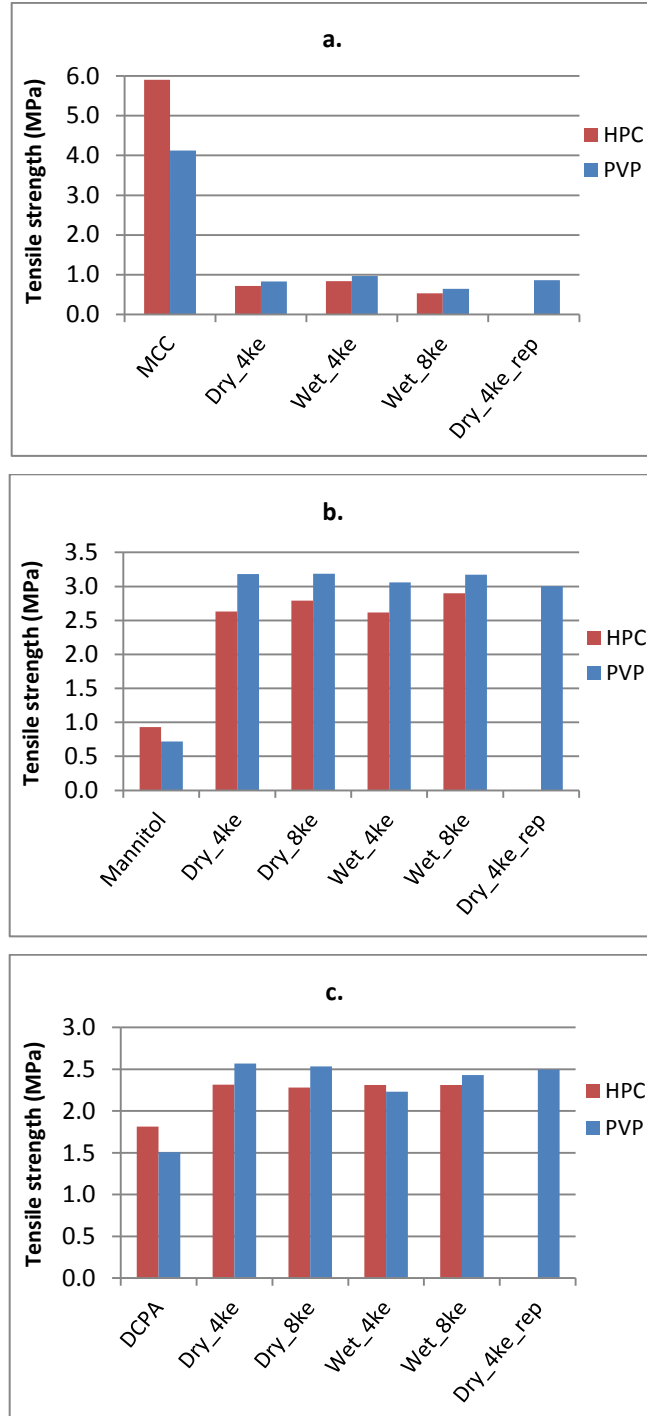 a.
Tensile strength (MPa)
6.0
5.0
4.0
3.0
2.0
1.0
0.0
MCC
Dry_4ke
Wet_4ke
Wet_8ke
Dry_4ke_rep
HPC
PVP
b.
Tensile strength (MPa)
3.5
3.0
2.5
2.0
1.5
1.0
0.5
0.0
Mannitol
Dry_4ke
Dry_8ke
Wet_4ke
Wet_8ke
Dry_4ke_rep
HPC
PVP
c.
Tensile strength (MPa)
3.0
2.5
2.0
1.5
1.0
0.5
0.0
DCPA
Dry_4ke
Dry_8ke
Wet_4ke
Wet_8ke
Dry_4ke_rep
HPC
PVP